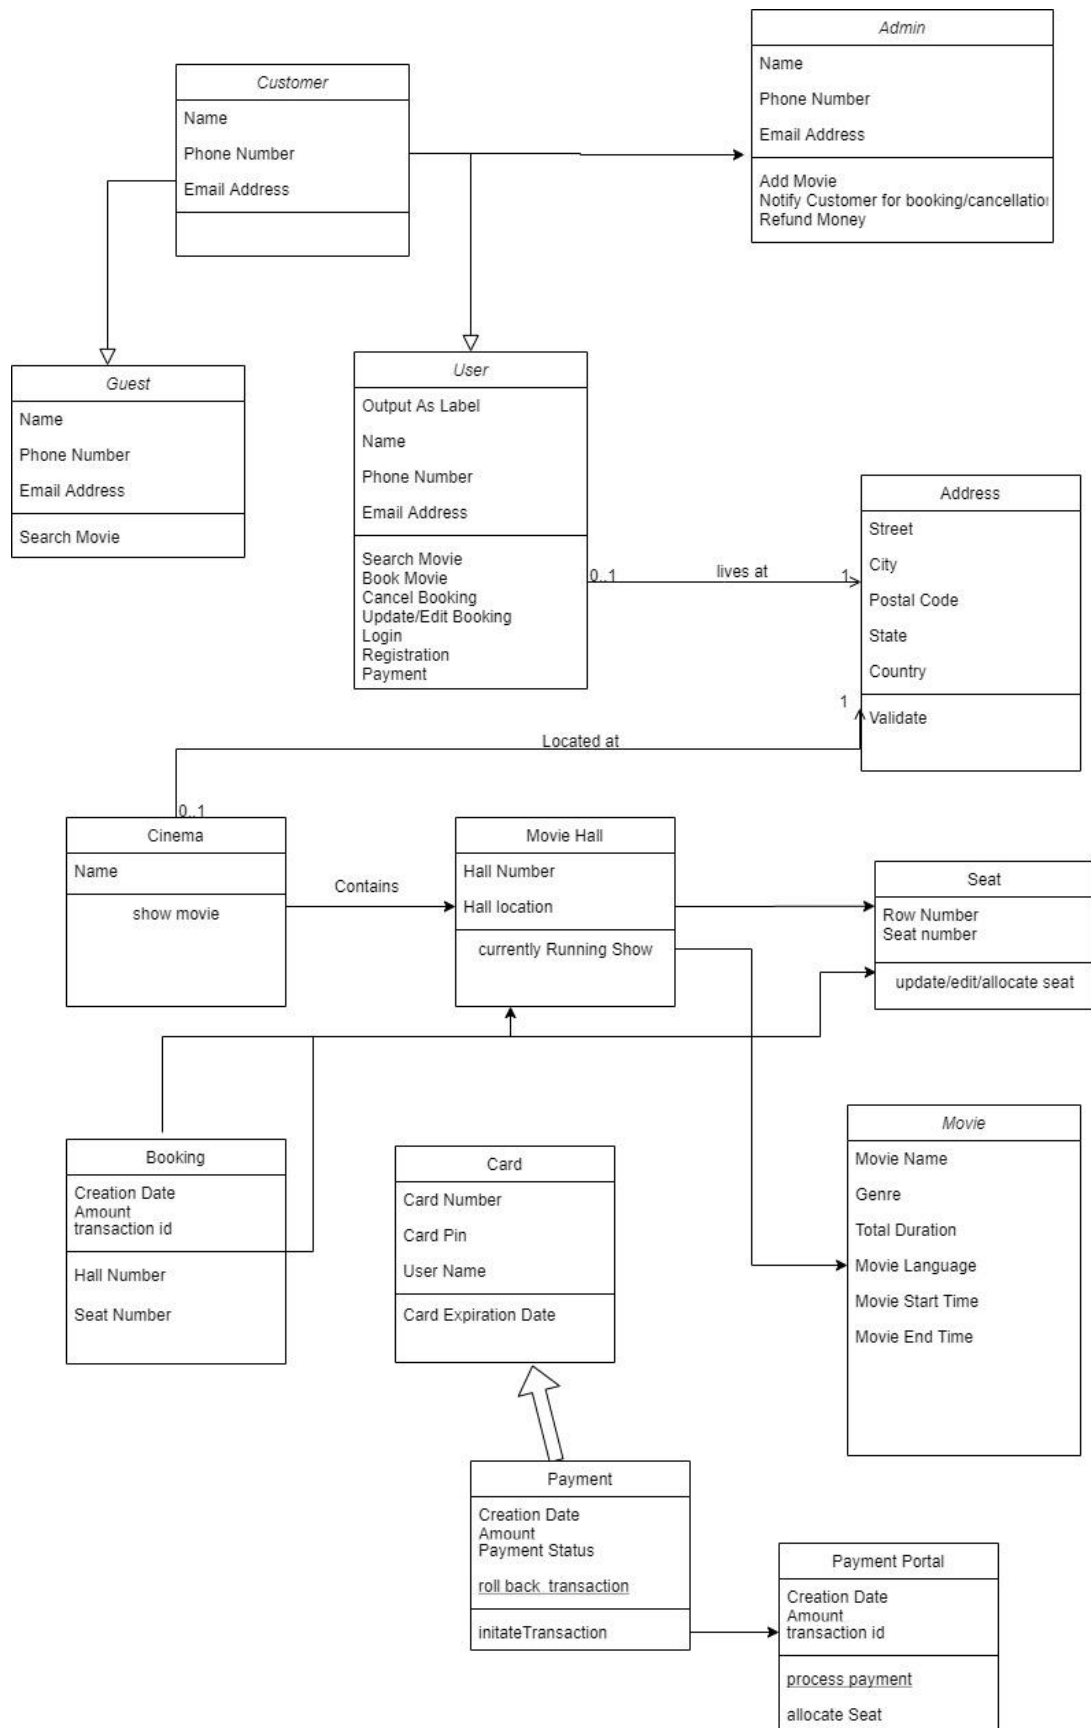 Admin
Name
Phone Number
Email Address
Add Movie
Notify Customer for booking/cancellatio
Refund Money
Customer
Name
Phone Number
Email Address
Guest
Name
Phone Number
Email Address
Search Movie
User
Output As Label
Name
Phone Number
Email Address
Search Movie
Book Movie
Cancel Booking
Update/Edit Booking
Login
Registration
Payment
0..1
lives at
1
Address
Street
City
Postal Code
State
Country
Validate
1
Located at
0..1
Cinema
Name
show movie
Contains
Movie Hall
Hall Number
Hall location
currently Running Show
Seat
Row Number
Seat number
update/edit/allocate seat
Booking
Creation Date
Amount
transaction id
Hall Number
Seat Number
Card
Card Number
Card Pin
User Name
Card Expiration Date
Movie
Movie Name
Genre
Total Duration
Movie Language
Movie Start Time
Movie End Time
Payment
Creation Date
Amount
Payment Status
roll back transaction
initateTransaction
Payment Portal
Creation Date
Amount
transaction id
process payment
allocate Seat